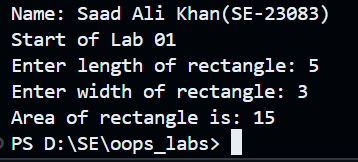 Name: Saad Ali Khan(SE-23083)
Start of Lab 01
Enter length of rectangle: 5
Enter width of rectangle: 3
Area of rectangle is: 15
PS D:\SE\oops_labs>